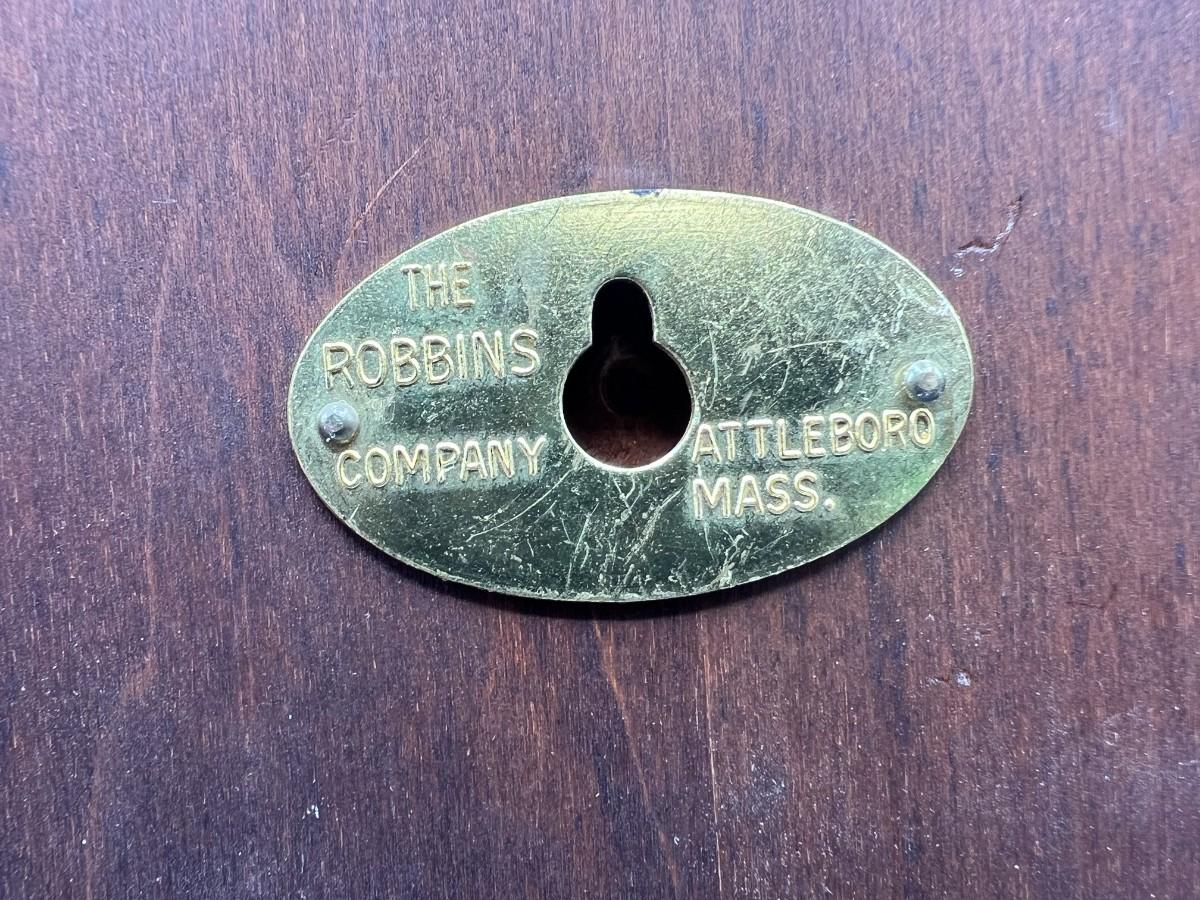 THE
ROBBINS
COMPANY
ATTLEBORO
MASS.